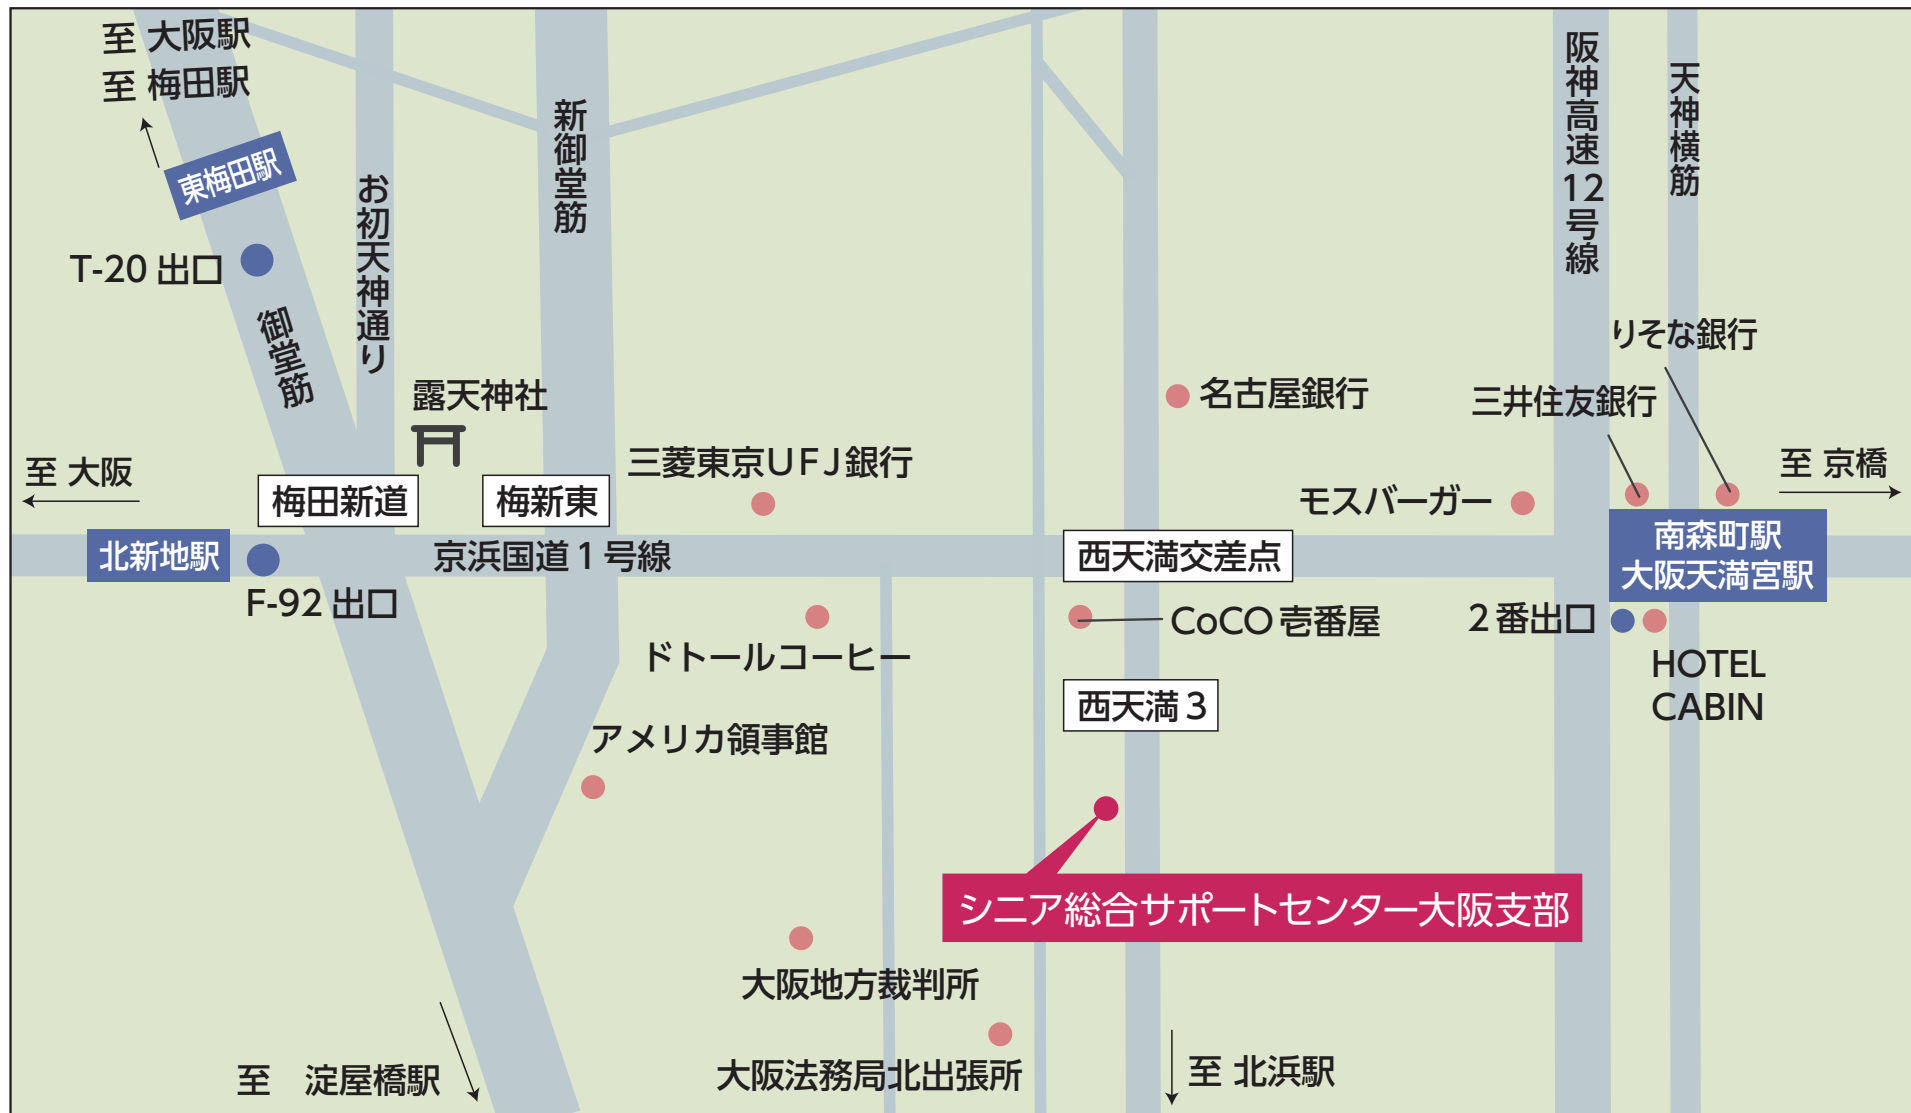 至 大阪駅
至 梅田駅
東梅田駅
T-20 出口
御堂筋
お初天神通り
新御堂筋
阪神高速12号線
天神横筋
りそな銀行
露天神社
名古屋銀行
三井住友銀行
至 大阪
三菱東京UFJ銀行
至 京橋
梅田新道
梅新東
モスバーガー
北新地駅
京浜国道1号線
西天満交差点
南森町駅
大阪天満宮駅
F-92 出口
ドトールコーヒー
CoCO壱番屋
2番出口
HOTEL
CABIN
西天満3
アメリカ領事館
シニア総合サポートセンター大阪支部
大阪地方裁判所
大阪法務局北出張所
至 淀屋橋駅
至 北浜駅